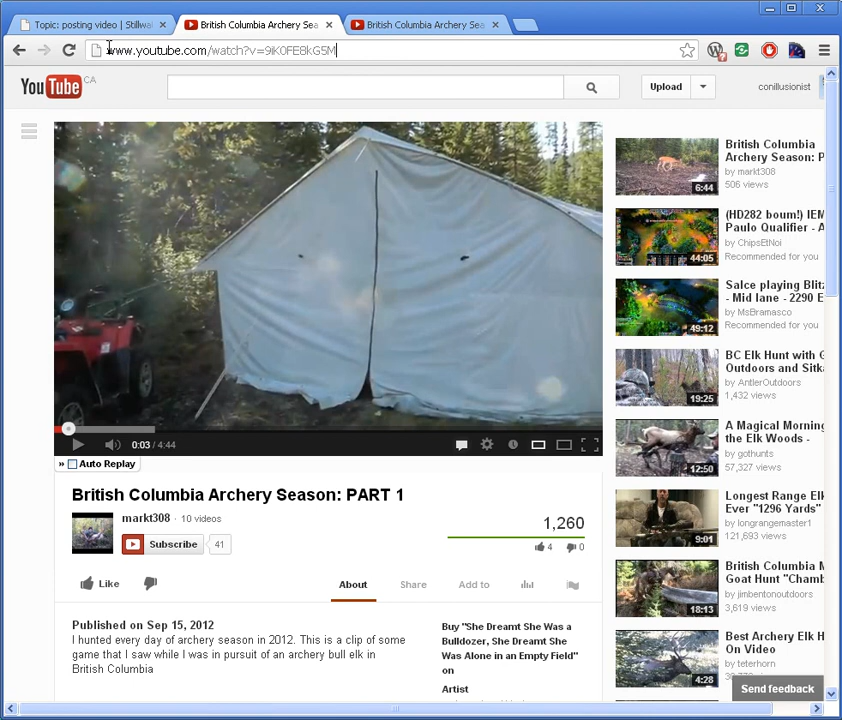 Topic: posting video | Stillwa
British Columbia Archery Sea
British Columbia Archery Sea
www.youtube.com/watch?v=9iK0FE8kG5M
YouTube CA
Upload
conillusionist
0:03 / 4:44
» Auto Replay
British Columbia Archery Season: PART 1
markt308 · 10 videos
Subscribe 41
1,260
4 0
Like
About Share Add to
Published on Sep 15, 2012
I hunted every day of archery season in 2012. This is a clip of some
game that I saw while I was in pursuit of an archery bull elk in
British Columbia
Buy "She Dreamt She Was a
Bulldozer, She Dreamt She
Was Alone in an Empty Field"
on
Artist
6:44
British Columbia
Archery Season: P
by markt308
506 views
44:05
(HD282 boum!) IEM
Paulo Qualifier - A
by ChipsEtNoi
Recommended for you
49:12
Salce playing Blitz
- Mid lane - 2290 E
by MsBramasco
Recommended for you
19:25
BC Elk Hunt with G
Outdoors and Sitka
by AntlerOutdoors
1,432 views
12:50
A Magical Morning
the Elk Woods -
by gothunts
57,327 views
9:01
Longest Range Elk
Ever "1296 Yards"
by longrangemaster1
121,693 views
18:13
British Columbia M
Goat Hunt "Chamb
by jimbentonoutdoors
3,619 views
4:28
Best Archery Elk H
On Video
by teterhorn
Send feedback